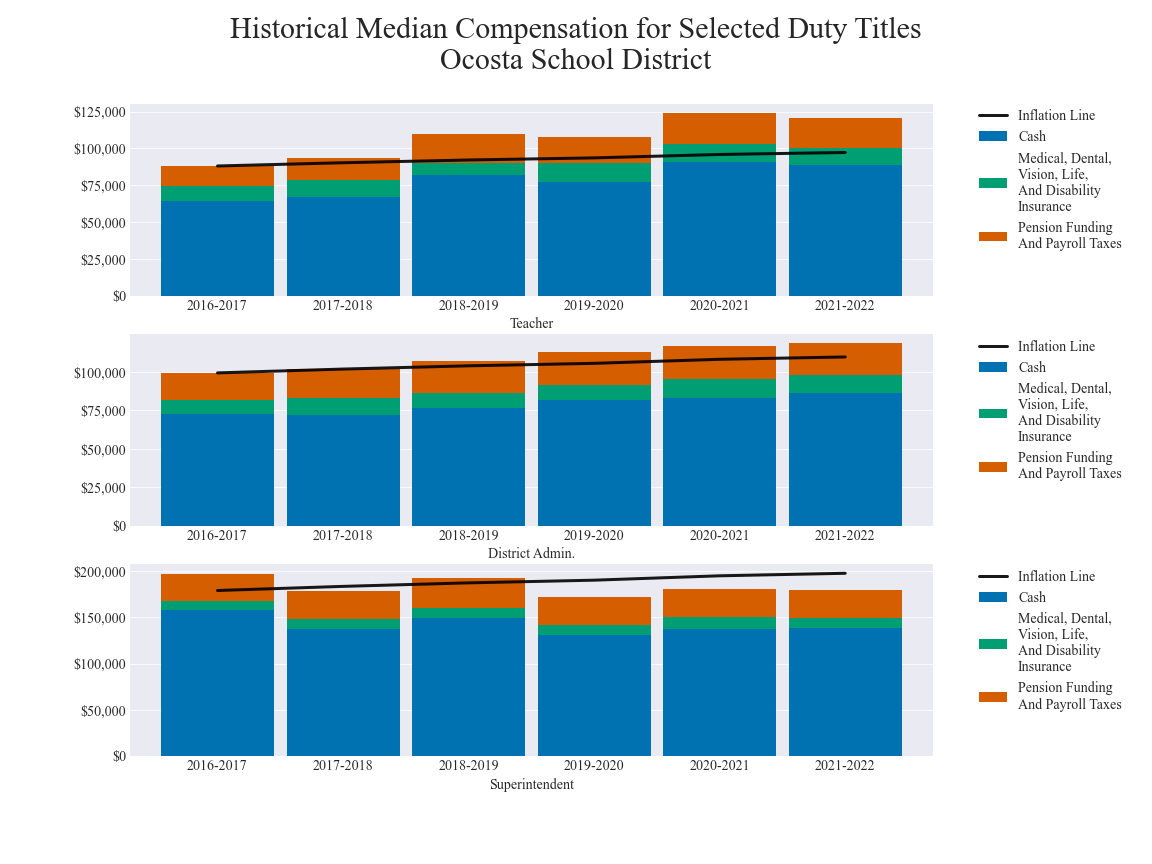 Historical Median Compensation for Selected Duty Titles
Ocosta School District
$125,000
$100,000
$75,000
$50,000
$25,000
$0
2016-2017
2017-2018
2018-2019
2019-2020
2020-2021
2021-2022
Teacher
Inflation Line
Cash
Medical, Dental,
Vision, Life,
And Disability
Insurance
Pension Funding
And Payroll Taxes
$100,000
$75,000
$50,000
$25,000
$0
2016-2017
2017-2018
2018-2019
2019-2020
2020-2021
2021-2022
District Admin.
Inflation Line
Cash
Medical, Dental,
Vision, Life,
And Disability
Insurance
Pension Funding
And Payroll Taxes
$200,000
$150,000
$100,000
$50,000
$0
2016-2017
2017-2018
2018-2019
2019-2020
2020-2021
2021-2022
Superintendent
Inflation Line
Cash
Medical, Dental,
Vision, Life,
And Disability
Insurance
Pension Funding
And Payroll Taxes